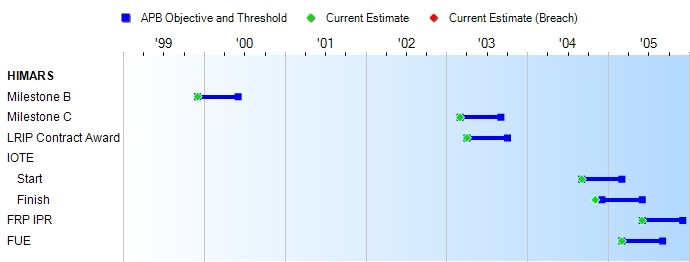 APB Objective and Threshold Current Estimate Current Estimate (Breach)
'99 '00 '01 '02 '03 '04 '05
HIMARS
Milestone B
Milestone C
LRIP Contract Award
IOTE
Start
Finish
FRP IPR
FUE